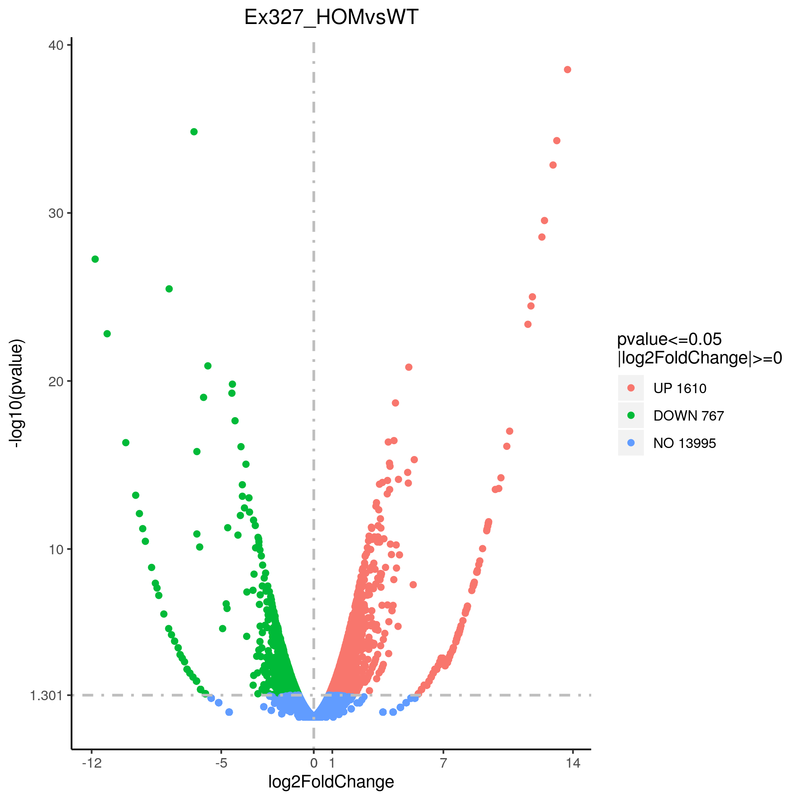 Ex327_HOMvsWT
40
30
20
10
1.301
-log10(pvalue)
-12 -5 0 1 7 14
log2FoldChange
pvalue<=0.05
|log2FoldChange|>=0
UP 1610
DOWN 767
NO 13995